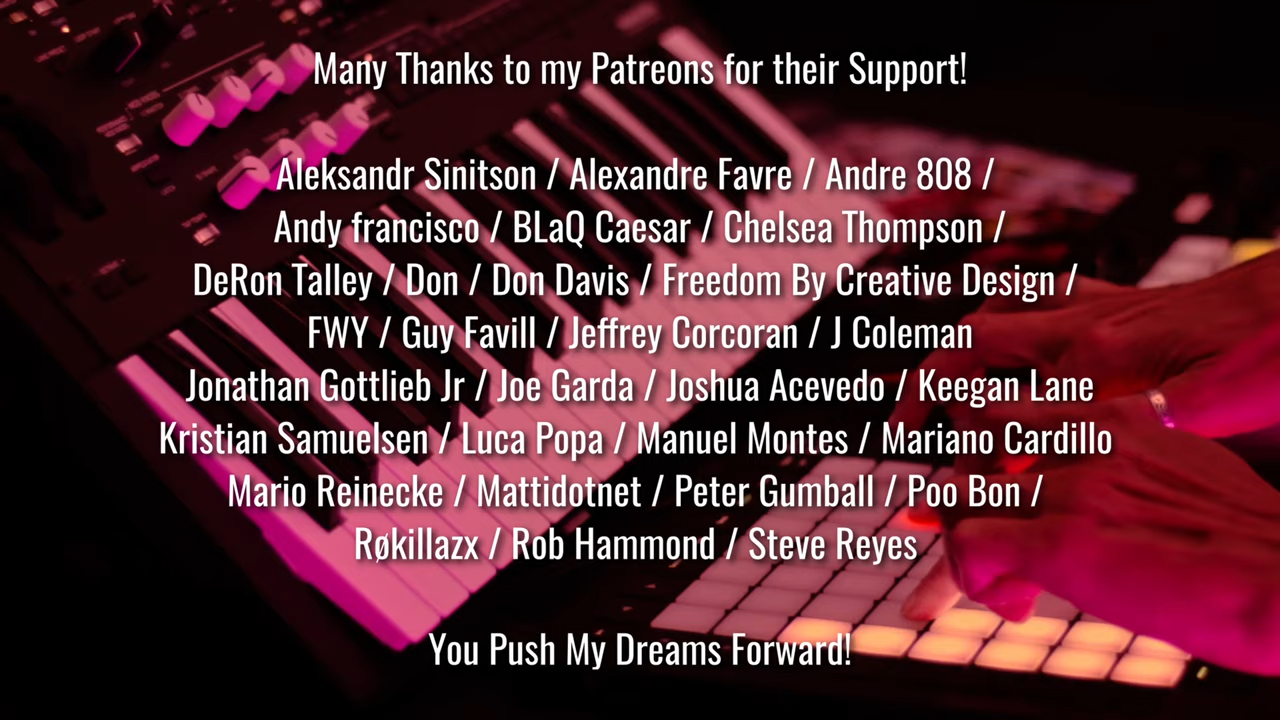 Many Thanks to my Patreons for their Support!
Aleksandr Sinitson / Alexandre Favre / Andre 808 /
Andy francisco / BLaQ Caesar / Chelsea Thompson /
DeRon Talley / Don / Don Davis / Freedom By Creative Design /
FWY / Guy Favill / Jeffrey Corcoran / J Coleman
Jonathan Gottlieb Jr / Joe Garda / Joshua Acevedo / Keegan Lane
Kristian Samuelsen / Luca Popa / Manuel Montes / Mariano Cardillo
Mario Reinecke / Mattidotnet / Peter Gumball / Poo Bon /
Røkillazx / Rob Hammond / Steve Reyes
You Push My Dreams Forward!